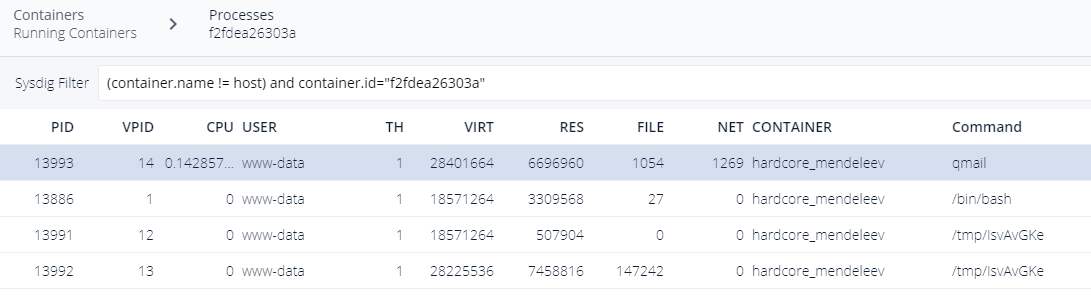 Containers Processes
Running Containers f2fdea26303a
Sysdig Filter (container.name != host) and container.id="f2fdea26303a"
PID VPID CPU USER TH VIRT RES FILE NET CONTAINER Command
13993 14 0.142857... www-data 1 28401664 6696960 1054 1269 hardcore_mendeleev qmail
13886 1 0 www-data 1 18571264 3309568 27 0 hardcore_mendeleev /bin/bash
13991 12 0 www-data 1 18571264 507904 0 0 hardcore_mendeleev /tmp/IsvAvGKe
13992 13 0 www-data 1 28225536 7458816 147242 0 hardcore_mendeleev /tmp/IsvAvGKe